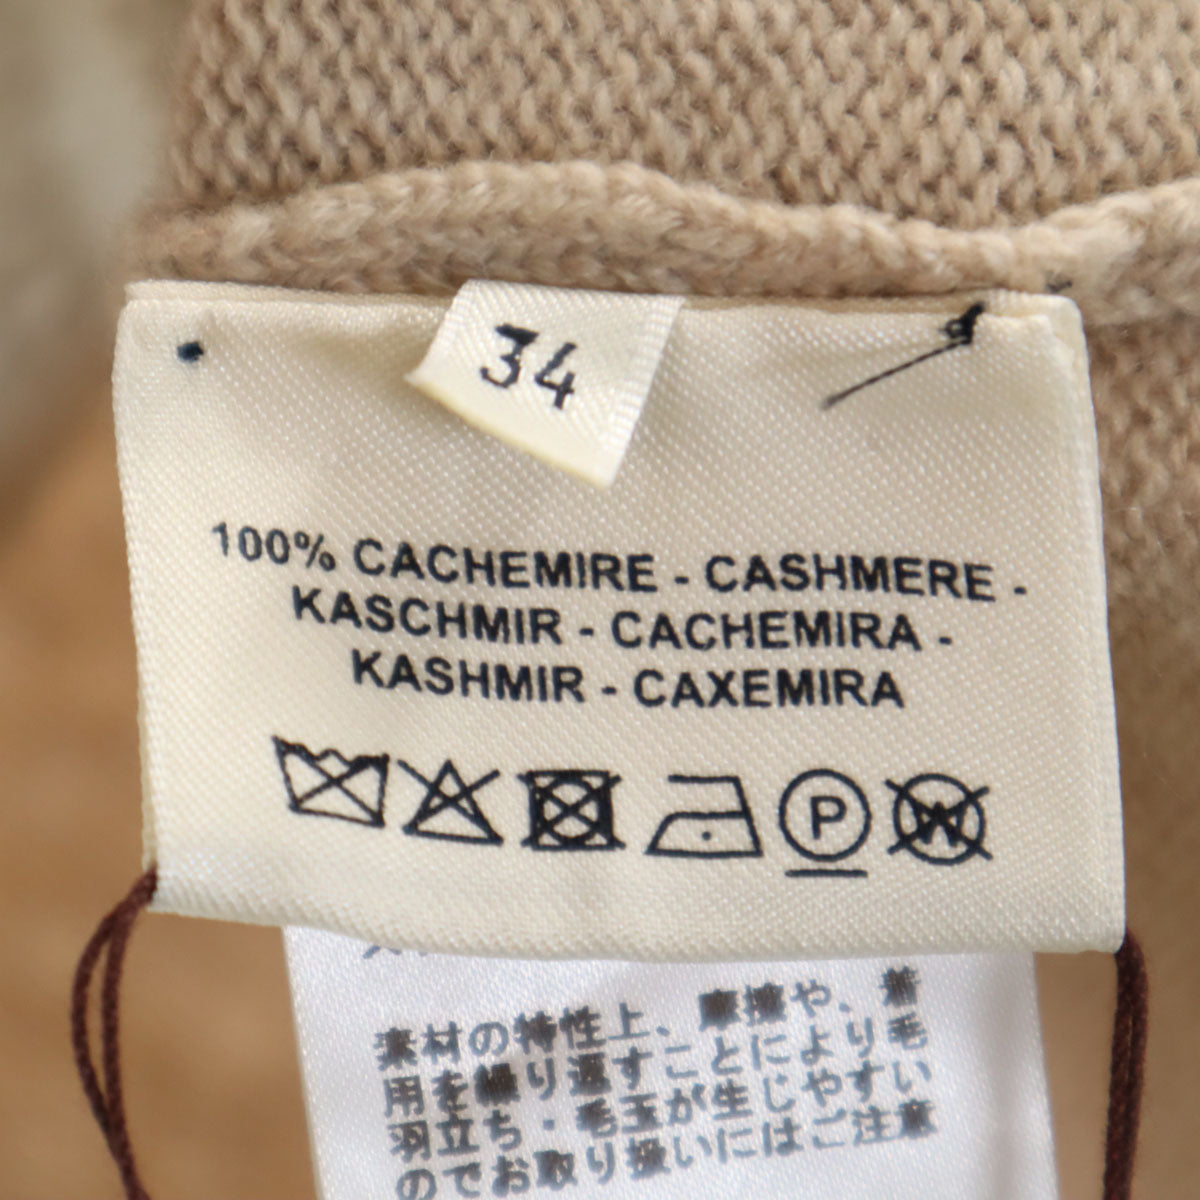 34
100% CACHEMIRE - CASHMERE -
KASCHMIR - CACHEMIRA -
KASHMIR - CAXEMIRA
P
W
素材の特性上、摩擦や、着
用を繰り返すことにより毛
羽立ち・毛玉が生じやすい
のでお取り扱いにはご注意